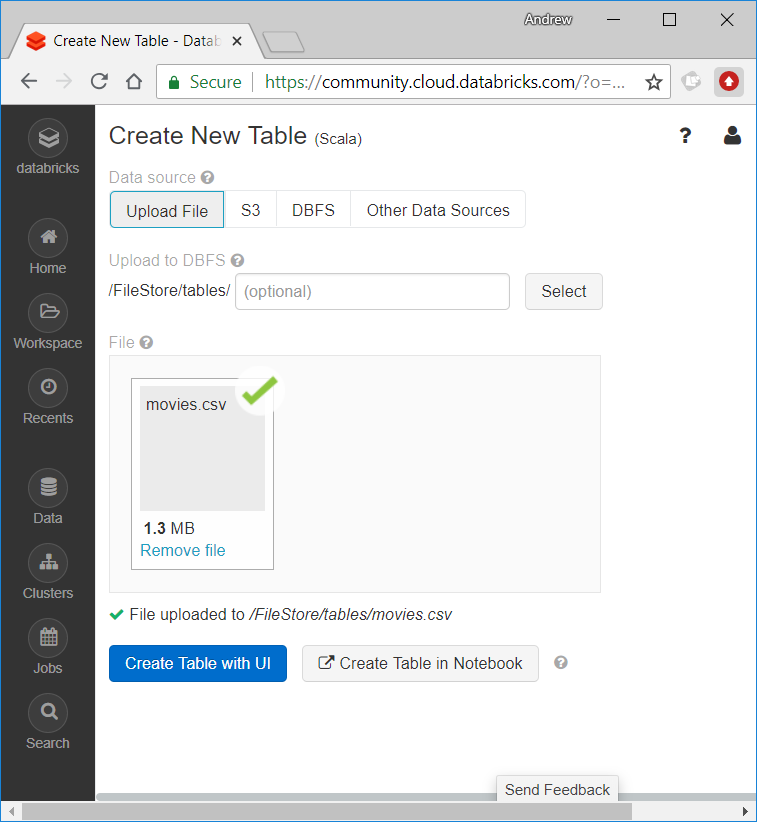 Andrew
Create New Table - Datab
Secure
https://community.cloud.databricks.com/?o=...
databricks
Home
Workspace
Recents
Data
Clusters
Jobs
Search
Create New Table (Scala)
?
Data source ?
Upload File S3 DBFS Other Data Sources
Upload to DBFS ?
/FileStore/tables/ (optional) Select
File ?
movies.csv
1.3 MB
Remove file
File uploaded to /FileStore/tables/movies.csv
Create Table with UI Create Table in Notebook ?
Send Feedback